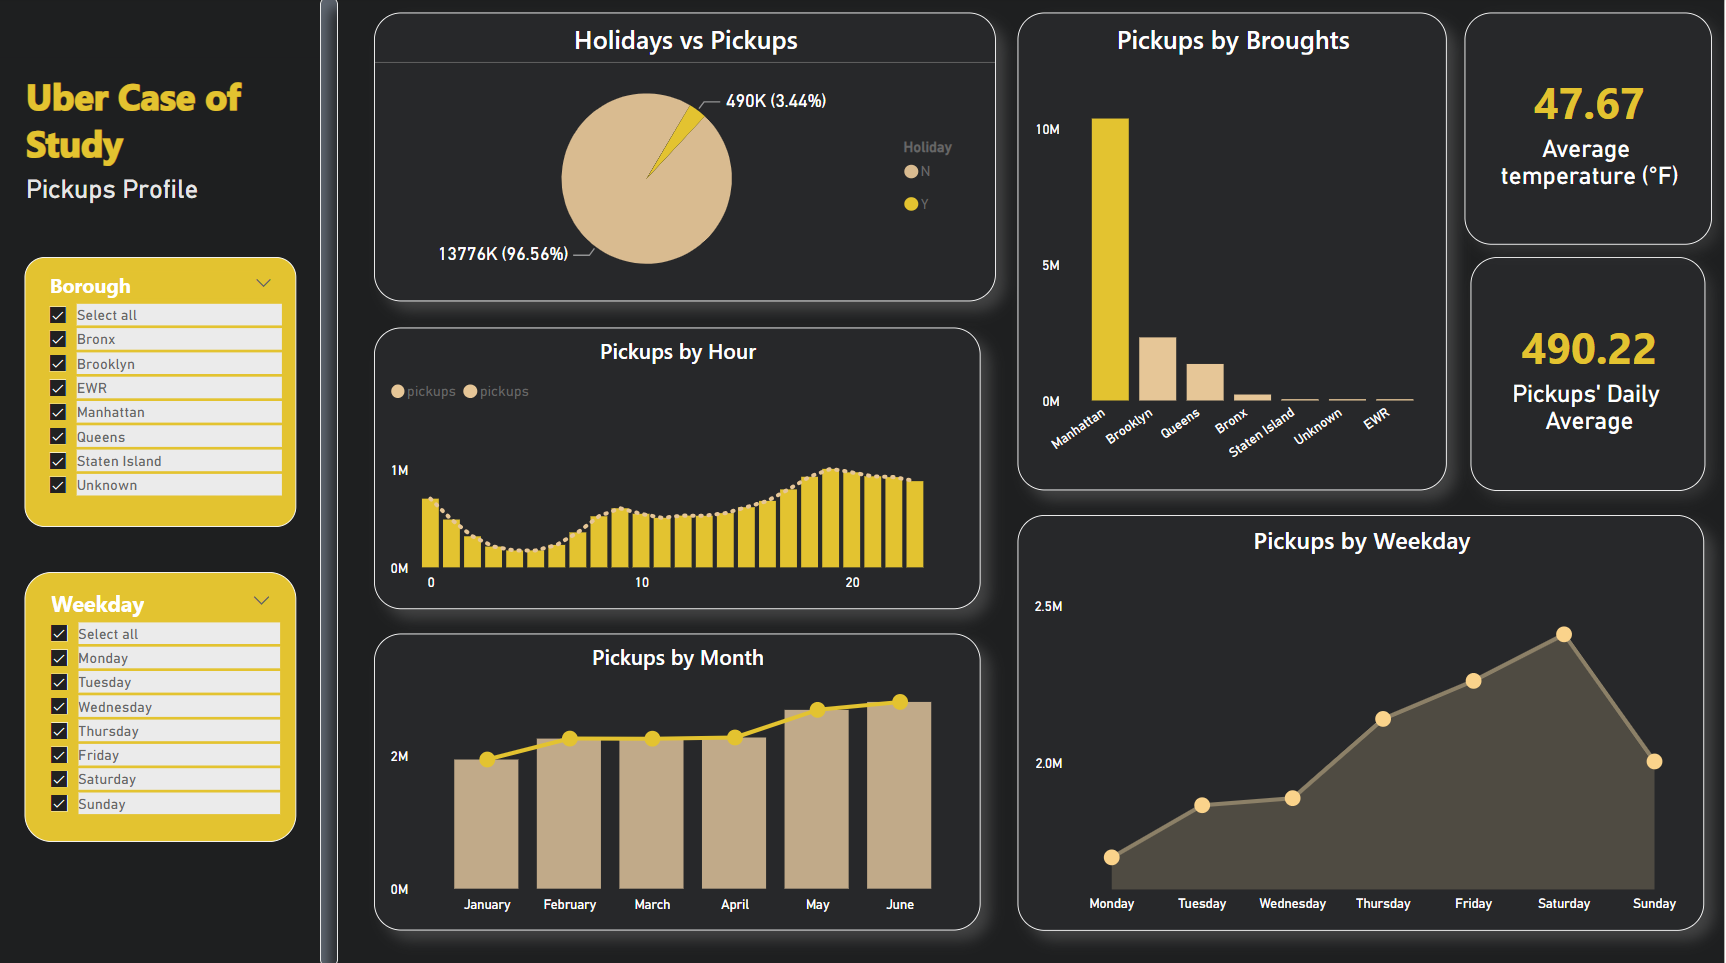 Uber Case of
Study
Pickups Profile
Borough
Select all
Bronx
Brooklyn
EWR
Manhattan
Queens
Staten Island
Unknown
Weekday
Select all
Monday
Tuesday
Wednesday
Thursday
Friday
Saturday
Sunday
Holidays vs Pickups
490K (3.44%)
13776K (96.56%)
Holiday
N
Y
Pickups by Hour
pickups pickups
1M
0M
0 10 20
Pickups by Month
2M
0M
January February March April May June
Pickups by Broughts
10M
5M
0M
Manhattan Brooklyn Queens Bronx Staten Island Unknown EWR
47.67
Average
temperature (°F)
490.22
Pickups' Daily
Average
Pickups by Weekday
2.5M
2.0M
Monday Tuesday Wednesday Thursday Friday Saturday Sunday